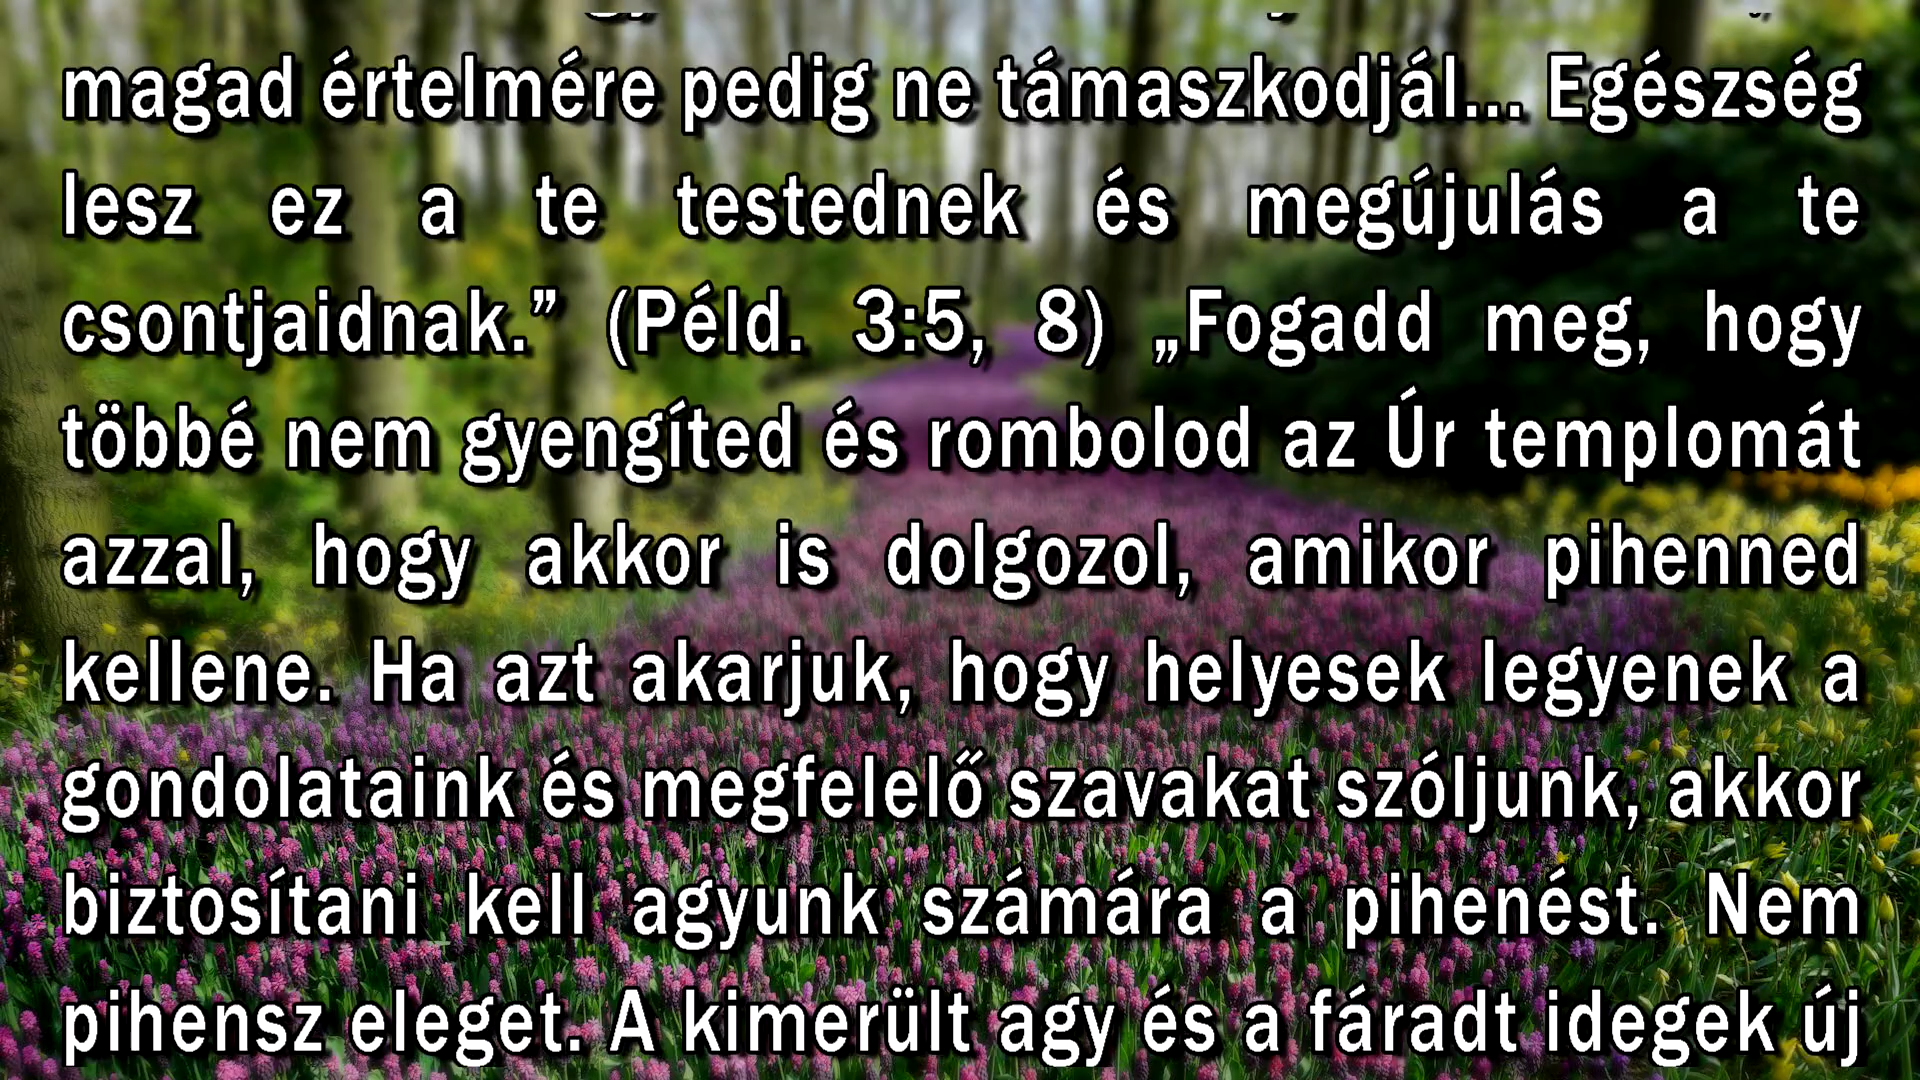 magad értelmére pedig ne támaszkodjál... Egészség
lesz ez a te testednek és megújulás a te
csontjaidnak.” (Péld. 3:5, 8) „Fogadd meg, hogy
többé nem gyengíted és rombolod az Úr templomát
azzal, hogy akkor is dolgozol, amikor pihenned
kellene. Ha azt akarjuk, hogy helyesek legyenek a
gondolataink és megfelelő szavakat szóljunk, akkor
biztosítani kell agyunk számára a pihenést. Nem
pihensz eleget. A kimerült agy és a fáradt idegek új